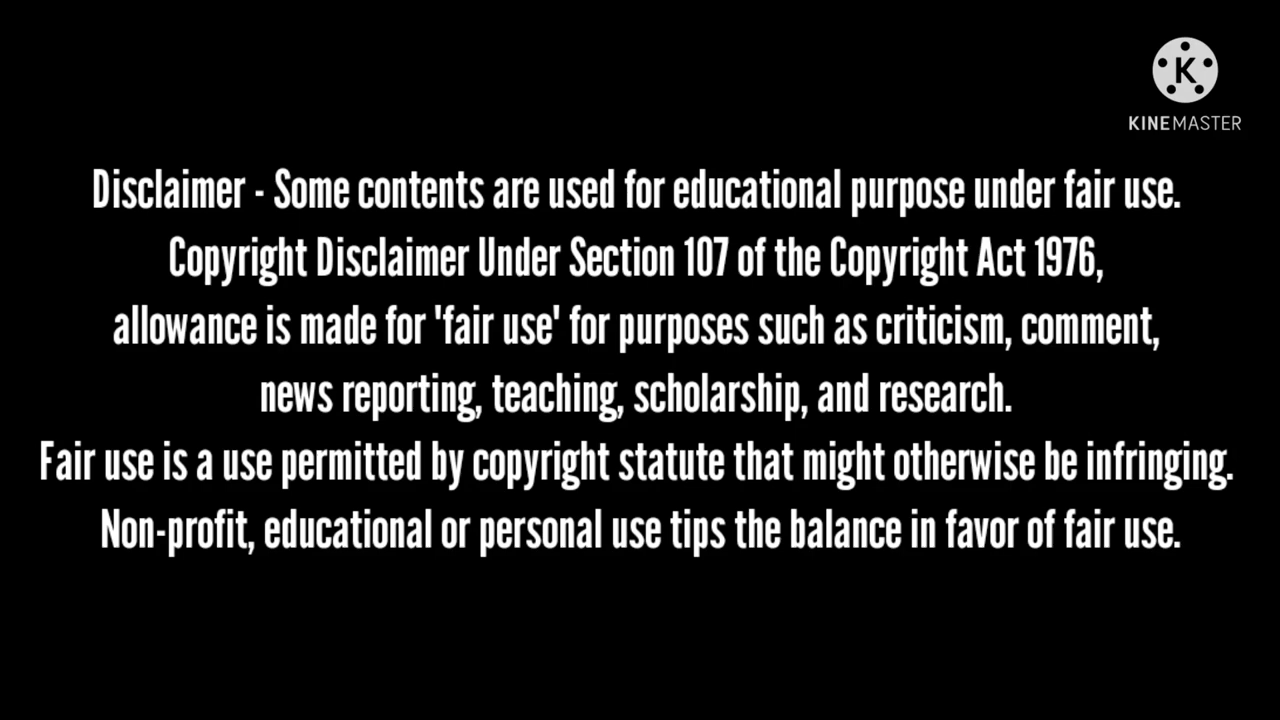 K
KINEMASTER
Disclaimer - Some contents are used for educational purpose under fair use.
Copyright Disclaimer Under Section 107 of the Copyright Act 1976,
allowance is made for 'fair use' for purposes such as criticism, comment,
news reporting, teaching, scholarship, and research.
Fair use is a use permitted by copyright statute that might otherwise be infringing.
Non-profit, educational or personal use tips the balance in favor of fair use.